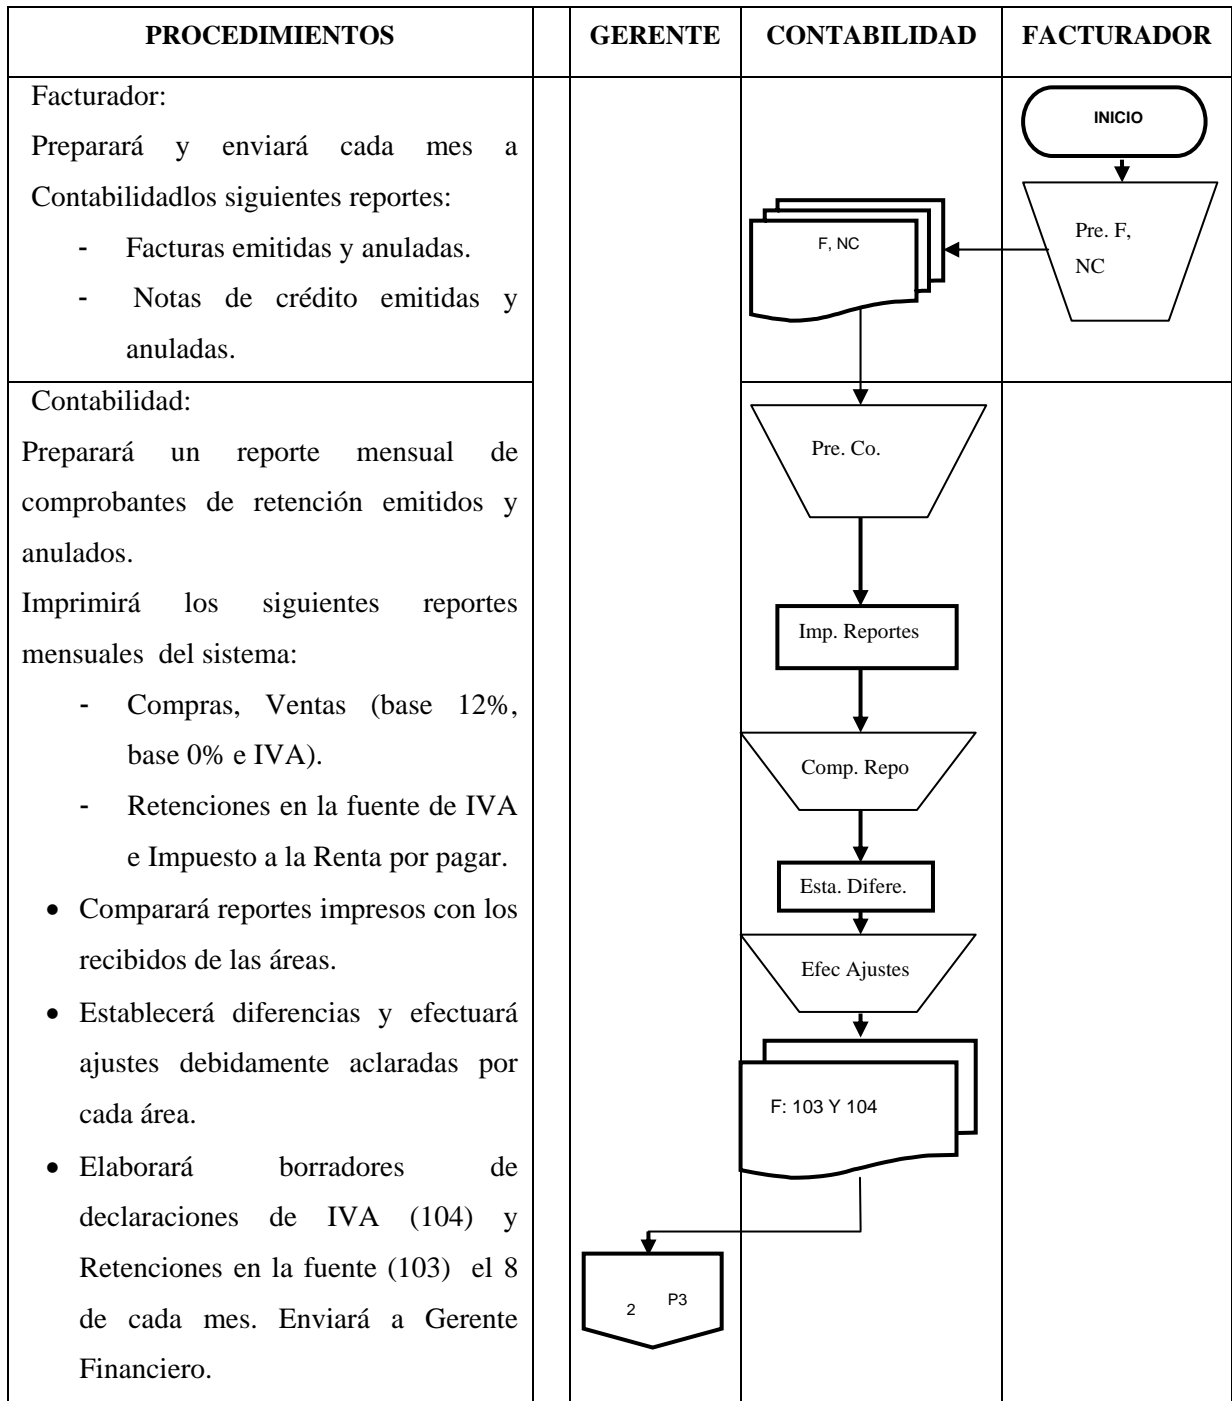 PROCEDIMIENTOS GERENTE CONTABILIDAD FACTURADOR
Facturador:
Preparará y enviará cada mes a
Contabilidadlos siguientes reportes:
- Facturas emitidas y anuladas.
- Notas de crédito emitidas y
anuladas.
INICIO
Pre. F,
NC
F, NC
Contabilidad:
Preparará un reporte mensual de
comprobantes de retención emitidos y
anulados.
Imprimirá los siguientes reportes
mensuales del sistema:
- Compras, Ventas (base 12%,
base 0% e IVA).
- Retenciones en la fuente de IVA
e Impuesto a la Renta por pagar.
• Comparará reportes impresos con los
recibidos de las áreas.
• Establecerá diferencias y efectuará
ajustes debidamente aclaradas por
cada área.
• Elaborará borradores de
declaraciones de IVA (104) y
Retenciones en la fuente (103) el 8
de cada mes. Enviará a Gerente
Financiero.
Pre. Co.
Imp. Reportes
Comp. Repo
Esta. Difere.
Efec Ajustes
F: 103 Y 104
2 P3